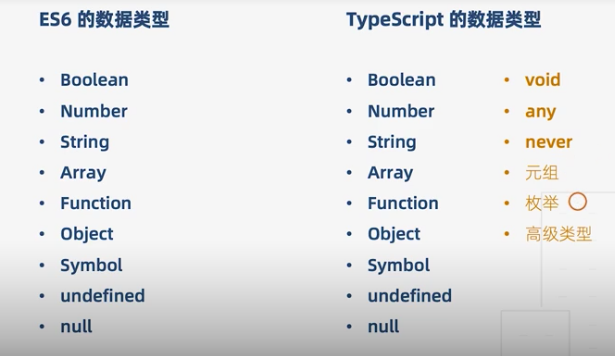 ES6 的数据类型
Boolean
Number
String
Array
Function
Object
Symbol
undefined
null
TypeScript 的数据类型
Boolean
Number
String
Array
Function
Object
Symbol
undefined
null
void
any
never
元组
枚举
高级类型